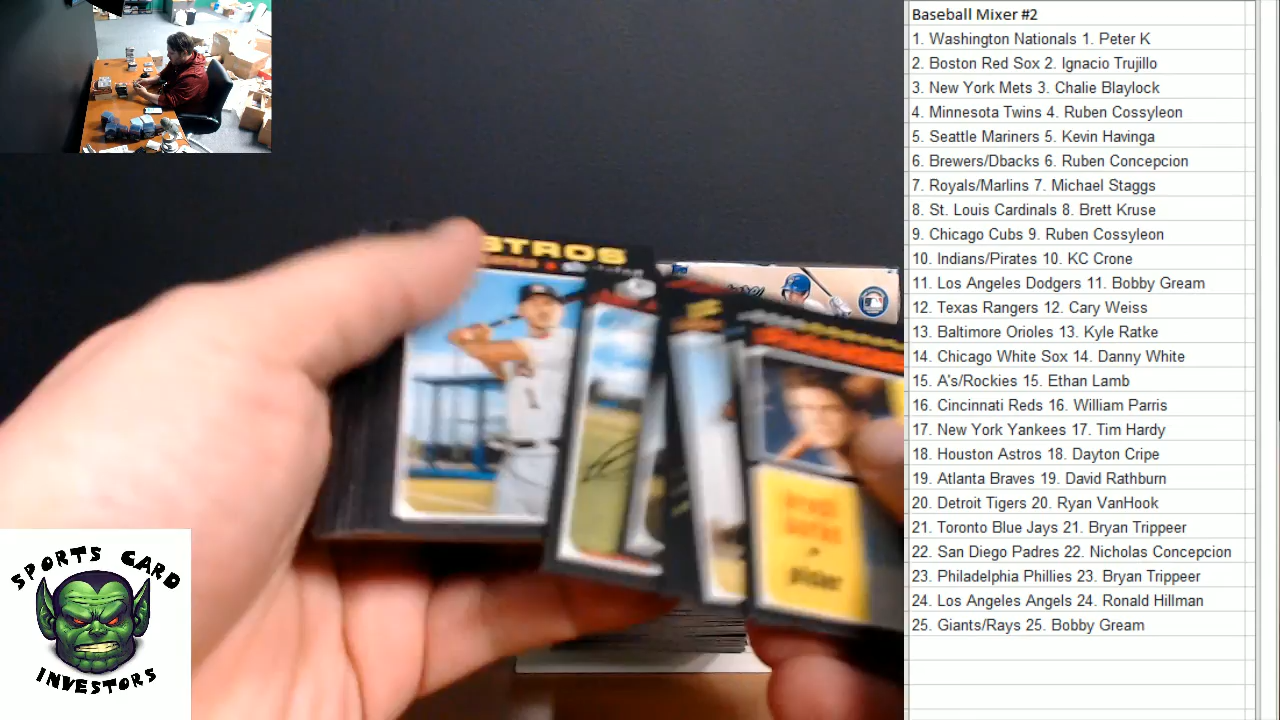 Baseball Mixer #2
1. Washington Nationals 1. Peter K
2. Boston Red Sox 2. Ignacio Trujillo
3. New York Mets 3. Chalie Blaylock
4. Minnesota Twins 4. Ruben Cossyleon
5. Seattle Mariners 5. Kevin Havinga
6. Brewers/Dbacks 6. Ruben Concepcion
7. Royals/Marlins 7. Michael Staggs
8. St. Louis Cardinals 8. Brett Kruse
9. Chicago Cubs 9. Ruben Cossyleon
10. Indians/Pirates 10. KC Crone
11. Los Angeles Dodgers 11. Bobby Gream
12. Texas Rangers 12. Cary Weiss
13. Baltimore Orioles 13. Kyle Ratke
14. Chicago White Sox 14. Danny White
15. A's/Rockies 15. Ethan Lamb
16. Cincinnati Reds 16. William Parris
17. New York Yankees 17. Tim Hardy
18. Houston Astros 18. Dayton Cripe
19. Atlanta Braves 19. David Rathburn
20. Detroit Tigers 20. Ryan VanHook
21. Toronto Blue Jays 21. Bryan Trippeer
22. San Diego Padres 22. Nicholas Concepcion
23. Philadelphia Phillies 23. Bryan Trippeer
24. Los Angeles Angels 24. Ronald Hillman
25. Giants/Rays 25. Bobby Gream
STROS
1
SPORTS CARD
INVESTORS